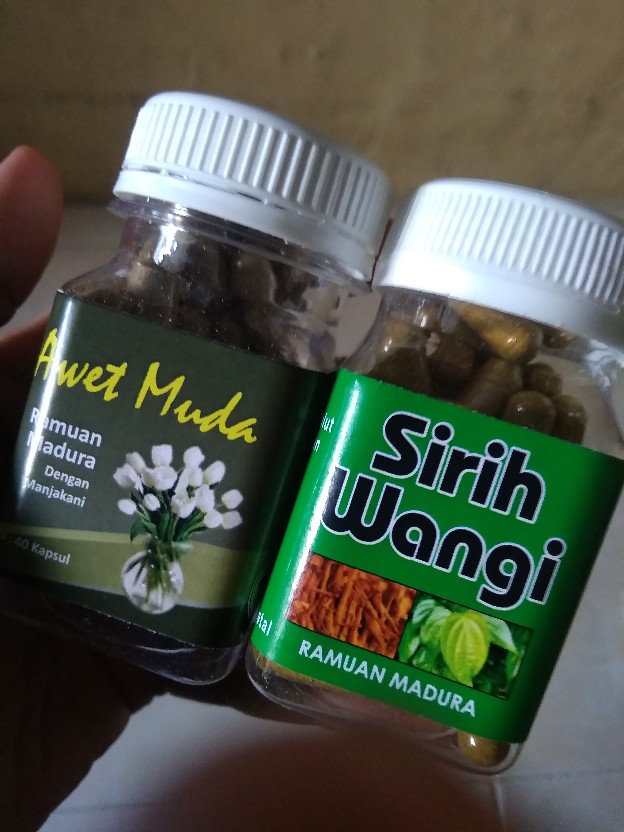 Awet Muda
Ramuan
Madura
Dengan
Manjakani
40 Kapsul
Sirih
Wangi
RAMUAN MADURA